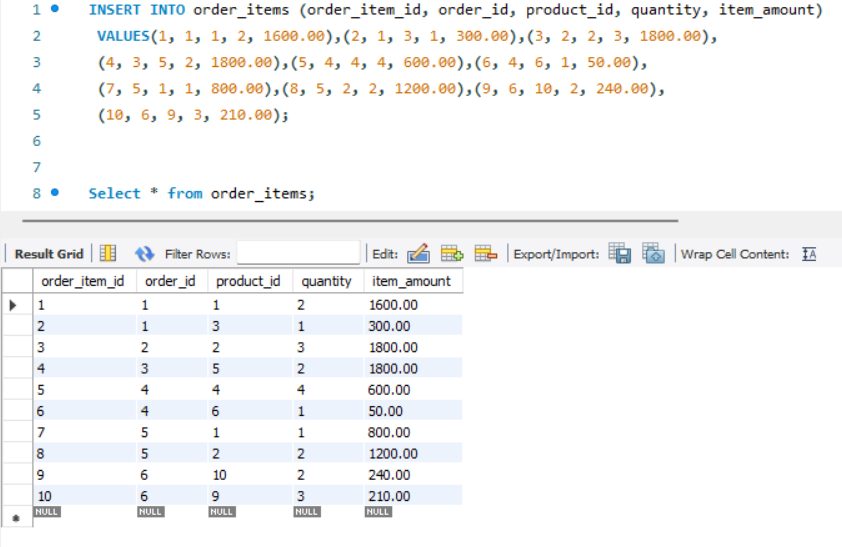 1 INSERT INTO order_items (order_item_id, order_id, product_id, quantity, item_amount)
2 VALUES(1, 1, 1, 2, 1600.00),(2, 1, 3, 1, 300.00),(3, 2, 2, 3, 1800.00),
3 (4, 3, 5, 2, 1800.00),(5, 4, 4, 4, 600.00),(6, 4, 6, 1, 50.00),
4 (7, 5, 1, 1, 800.00),(8, 5, 2, 2, 1200.00),(9, 6, 10, 2, 240.00),
5 (10, 6, 9, 3, 210.00);
6
7
8 Select * from order_items;
Result Grid Filter Rows: Edit: Export/Import: Wrap Cell Content: IA
order_item_id order_id product_id quantity item_amount
1 1 1 2 1600.00
2 1 3 1 300.00
3 2 2 3 1800.00
4 3 5 2 1800.00
5 4 4 4 600.00
6 4 6 1 50.00
7 5 1 1 800.00
8 5 2 2 1200.00
9 6 10 2 240.00
10 6 9 3 210.00
NULL NULL NULL NULL NULL